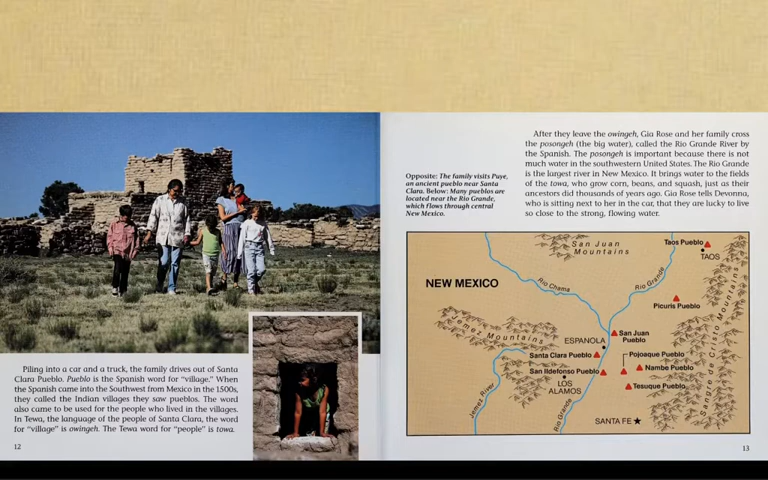 Piling into a car and a truck, the family drives out of Santa
Clara Pueblo. Pueblo is the Spanish word for "village." When
the Spanish came into the Southwest from Mexico in the 1500s,
they called the Indian villages they saw pueblos. The word
also came to be used for the people who lived in the villages.
In Tewa, the language of the people of Santa Clara, the word
for "village" is owingeh. The Tewa word for "people" is towa.
12
Opposite: The family visits Puye,
an ancient pueblo near Santa
Clara. Below: Many pueblos are
located near the Rio Grande,
which flows through central
New Mexico.
After they leave the owingeh, Gia Rose and her family cross
the posongeh (the big water), called the Rio Grande River by
the Spanish. The posongeh is important because there is not
much water in the southwestern United States. The Rio Grande
is the largest river in New Mexico. It brings water to the fields
of the towa, who grow corn, beans, and squash, just as their
ancestors did thousands of years ago. Gia Rose tells Devonna,
who is sitting next to her in the car, that they are lucky to live
so close to the strong, flowing water.
San Juan
Mountains
Taos Pueblo
TAOS
NEW MEXICO
Rio Chama
Rio Grande
Picuris Pueblo
Jemez Mountains
Sangre de Cristo Mountains
San Juan
Pueblo
ESPANOLA
Santa Clara Pueblo
Pojoaque Pueblo
San Ildefonso Pueblo
Nambe Pueblo
LOS
ALAMOS
Tesuque Pueblo
Jemez River
Rio Grande
SANTA FE
13